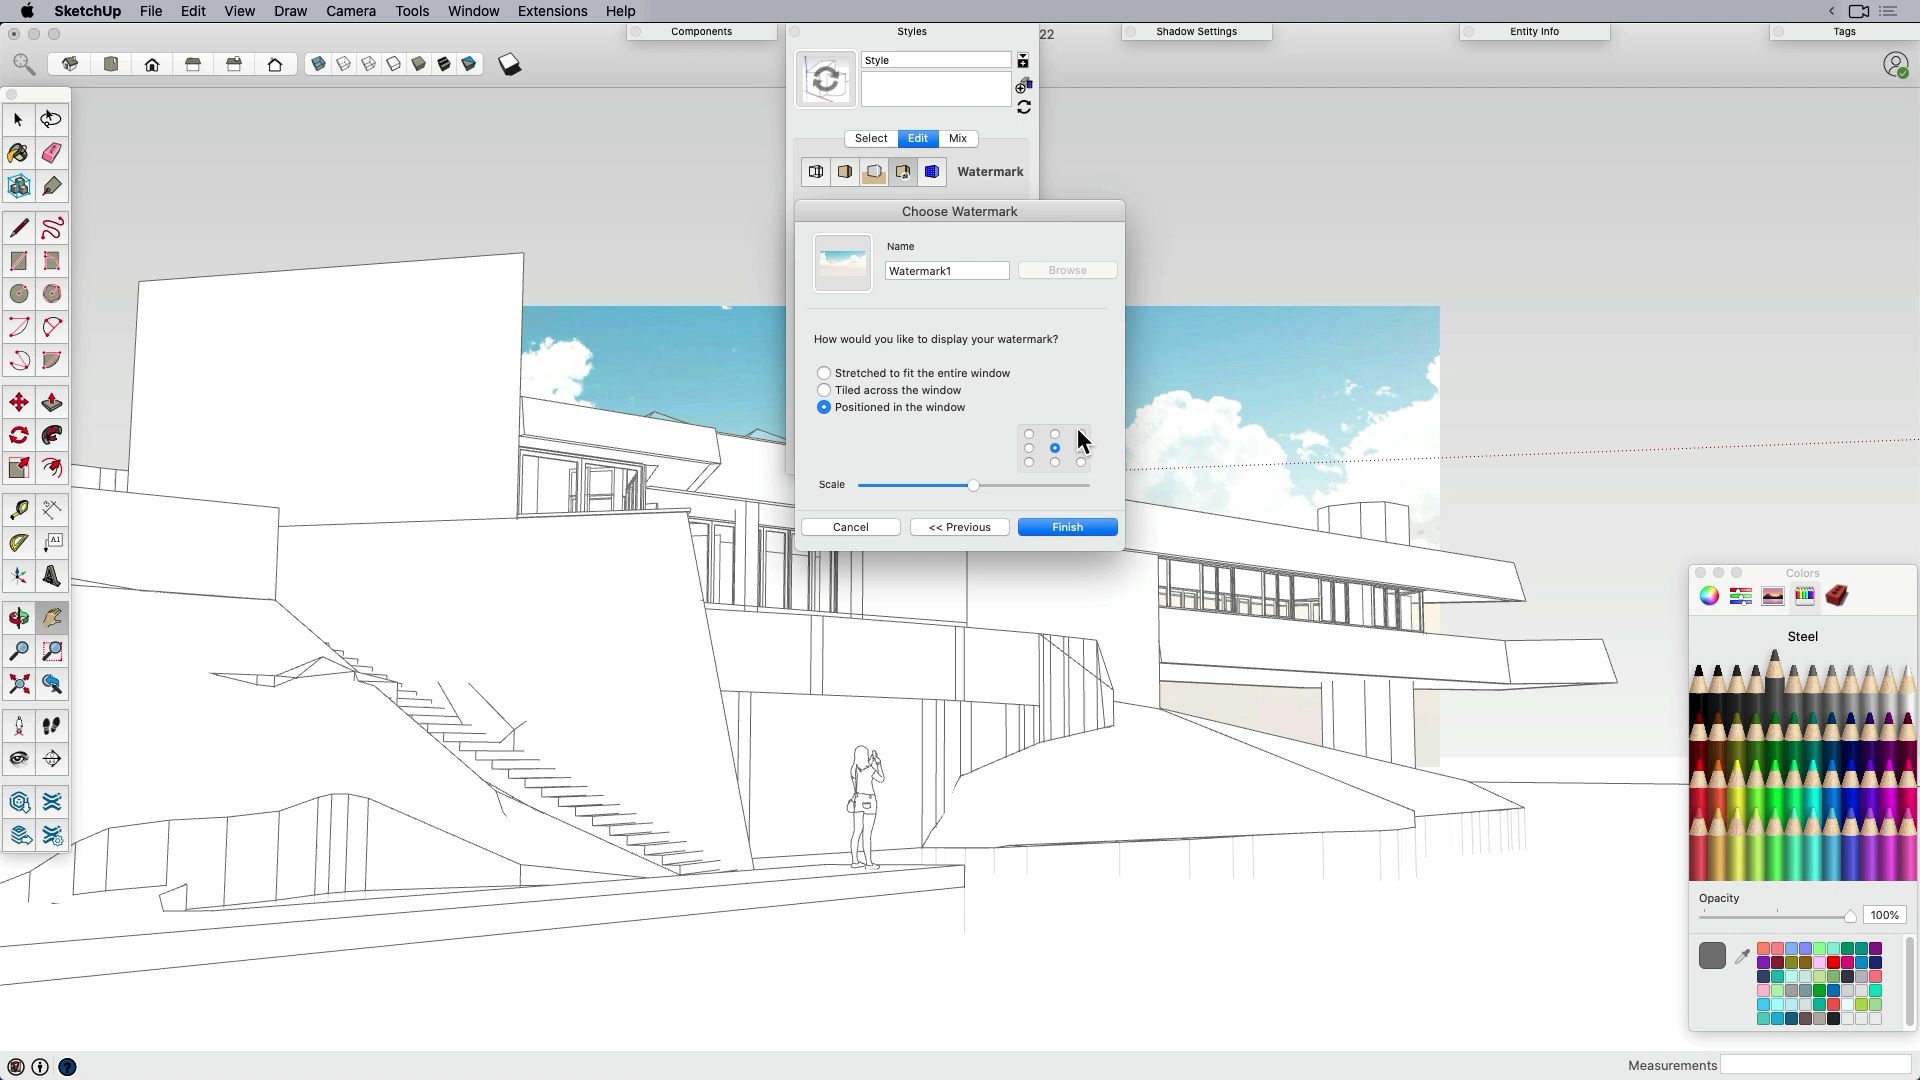 SketchUp File Edit View Draw Camera Tools Window Extensions Help
Components
Styles
22
Shadow Settings
Entity Info
Tags
Style
Select Edit Mix
Watermark
Choose Watermark
Name
Watermark1
Browse
How would you like to display your watermark?
Stretched to fit the entire window
Tiled across the window
Positioned in the window
Scale
Cancel
<< Previous
Finish
A1
Colors
Steel
Opacity
100%
Measurements